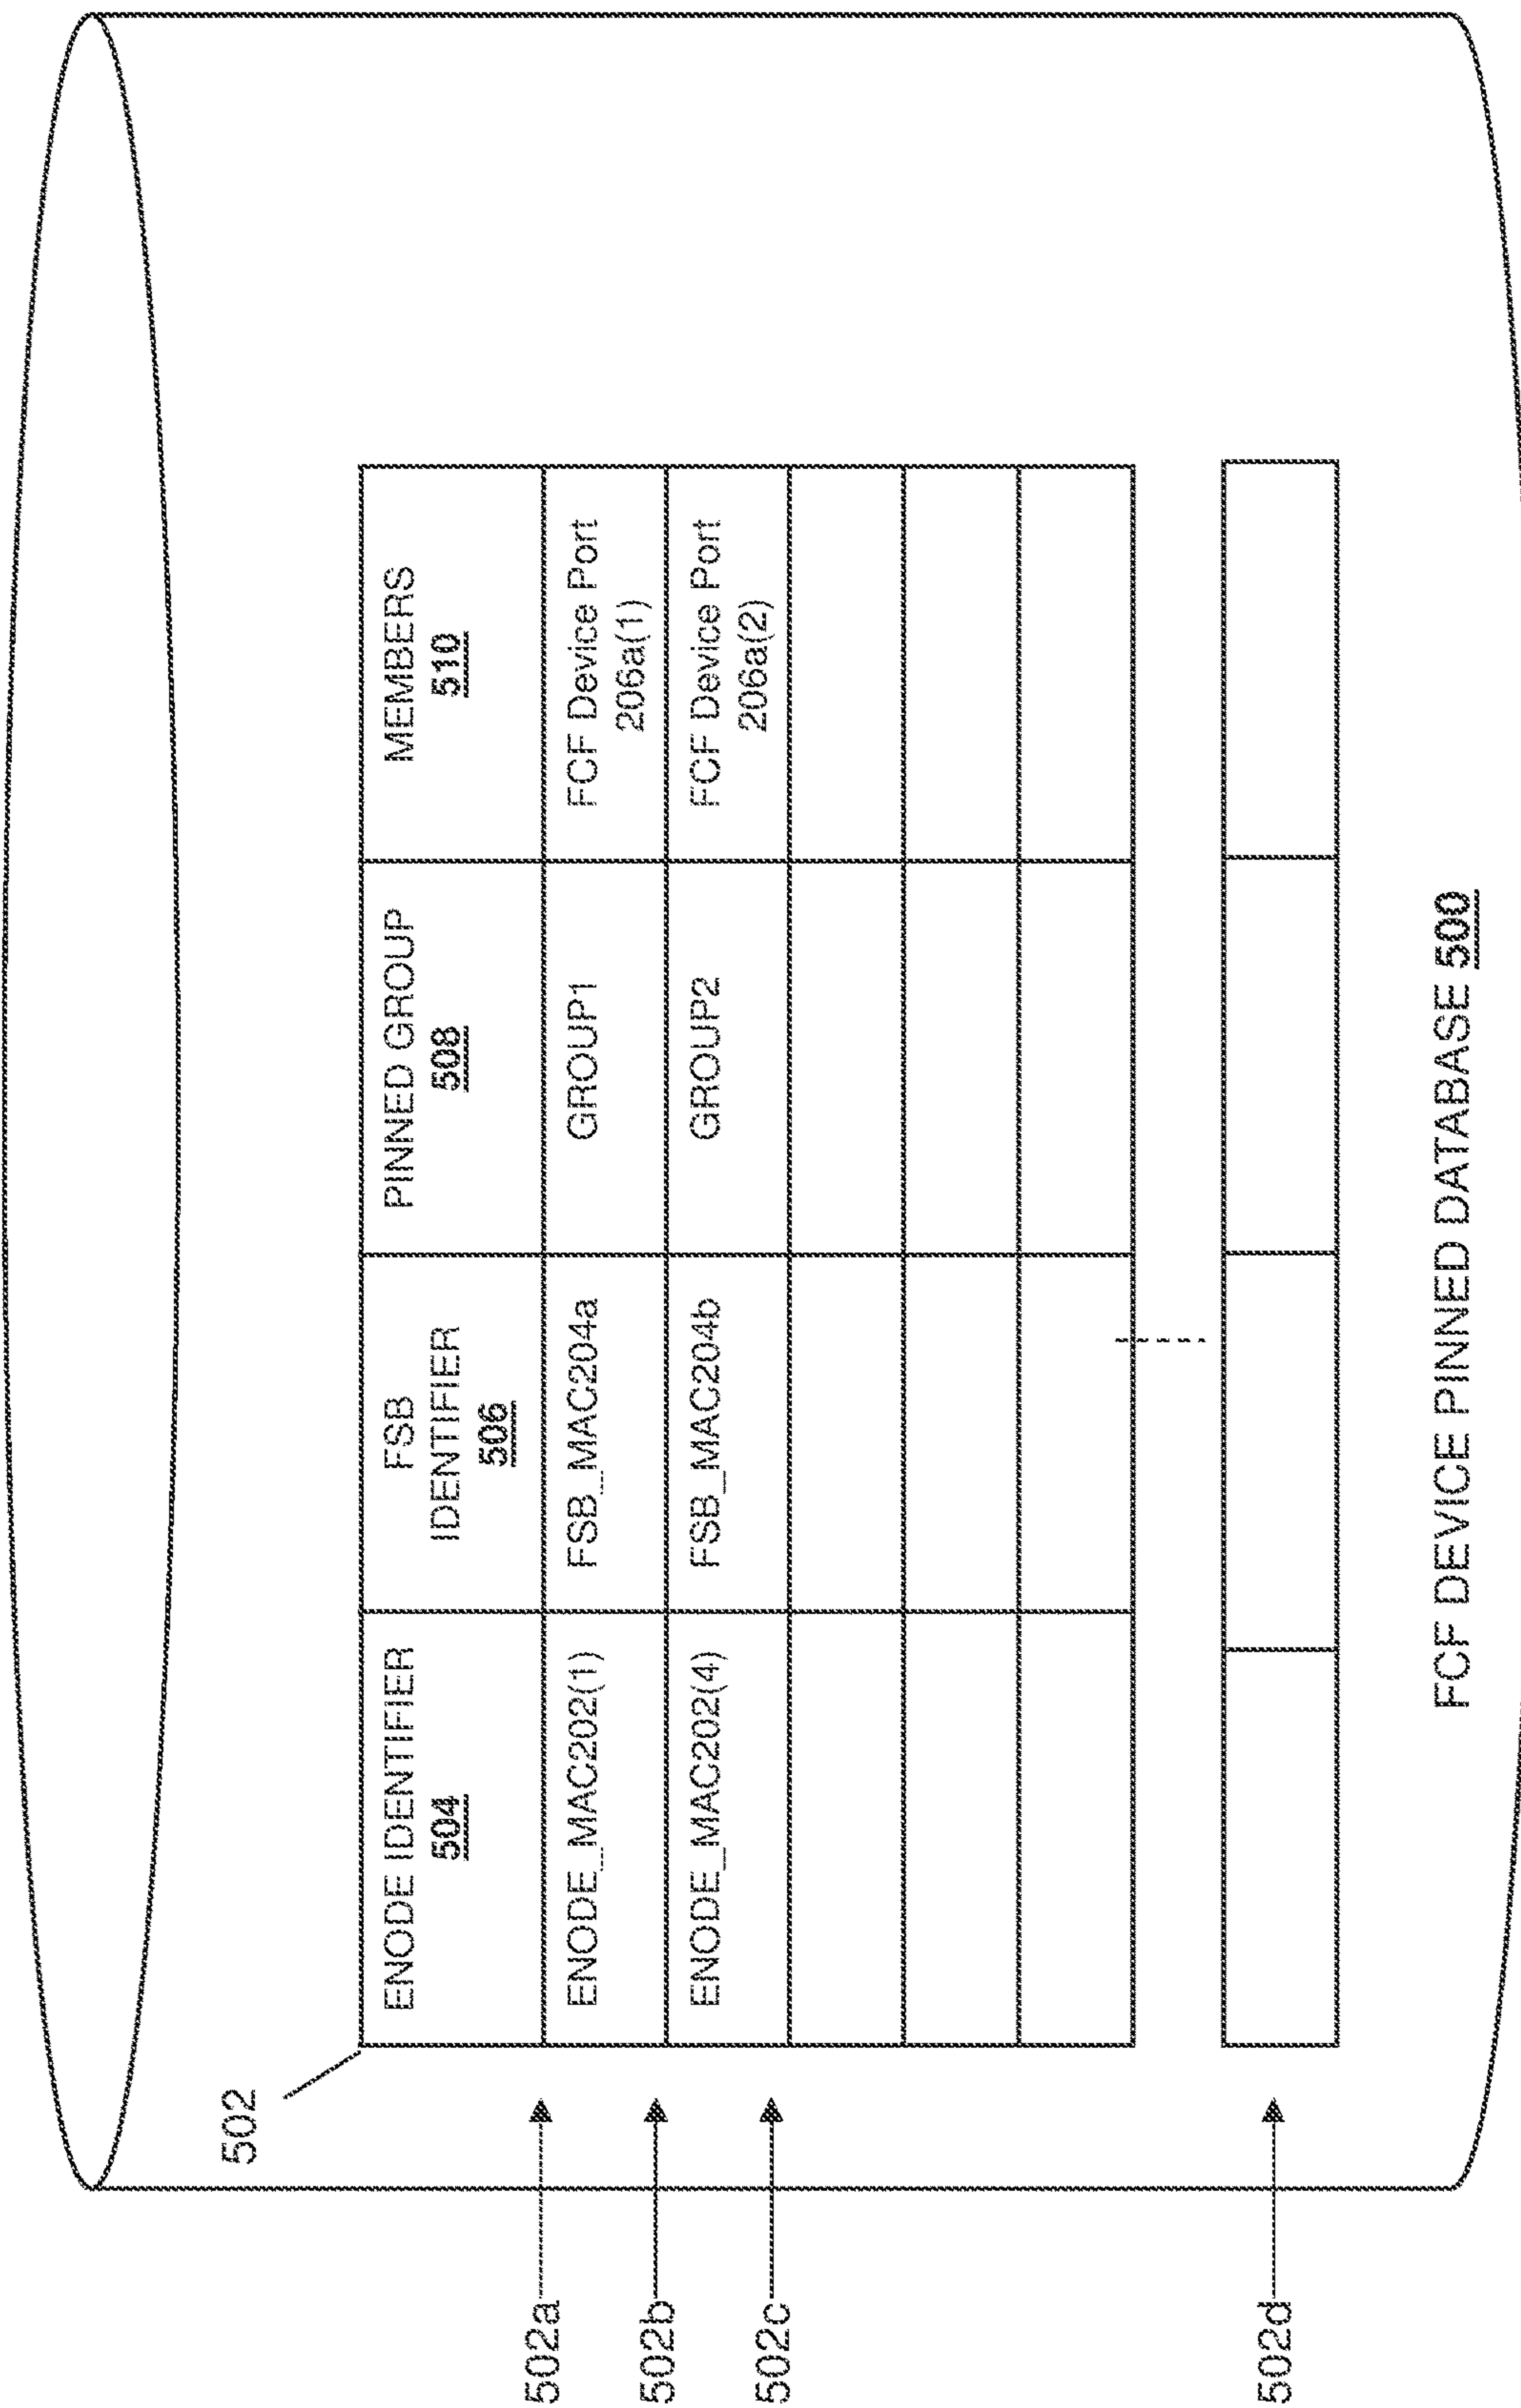 502
ENODE IDENTIFIER
504
FSB
IDENTIFIER
506
PINNED GROUP
508
MEMBERS
510
502a
ENODE_MAC202(1)
FSB_MAC204a
GROUP1
FCF Device Port
206a(1)
502b
ENODE_MAC202(4)
FSB_MAC204b
GROUP2
FCF Device Port
206a(2)
502c
502d
FCF DEVICE PINNED DATABASE 500